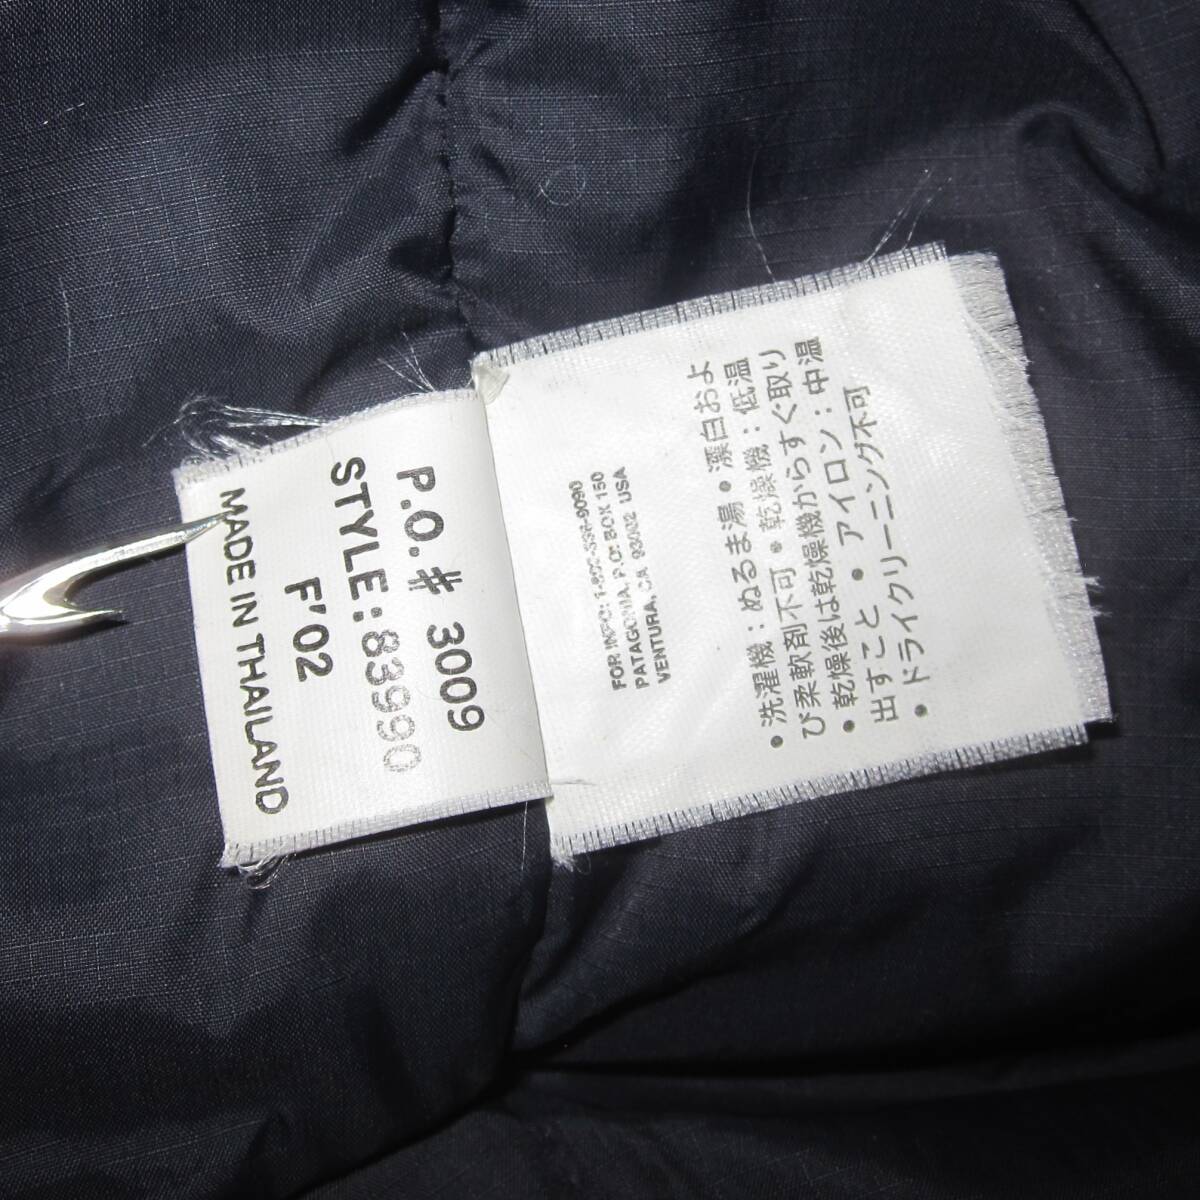 P.O.# 3009
STYLE:83990
F'02
MADE IN THAILAND
FOR INFO: 1-800-336-9090
PATAGONIA, P.O. BOX 150
VENTURA, CA 93002 USA
•洗濯機：ぬるま湯•漂白およ
び柔軟剤不可•乾燥機：低温
•乾燥後は乾燥機からすぐ取り
出すこと•アイロン：中温
•ドライクリーニング不可